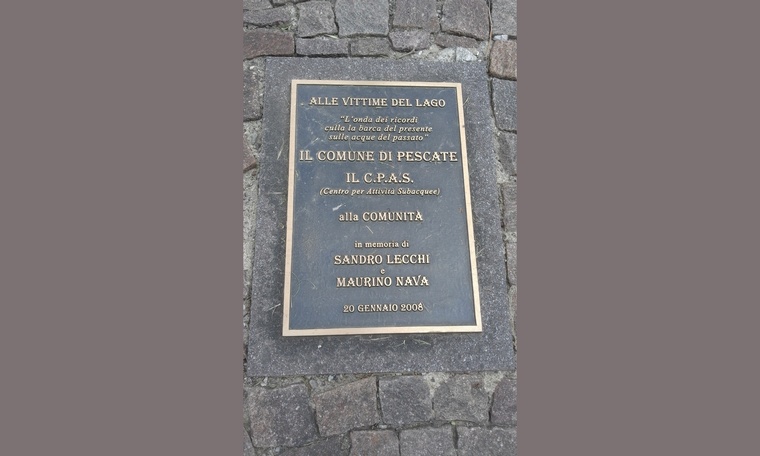 ALLE VITTIME DEL LAGO
"L'onda dei ricordi
culla la barca del presente
sulle acque del passato"
IL COMUNE DI PESCATE
IL C.P.A.S.
(Centro per Attività Subacquee)
alla COMUNITÀ
in memoria di
SANDRO LECCHI
e
MAURINO NAVA
20 GENNAIO 2008